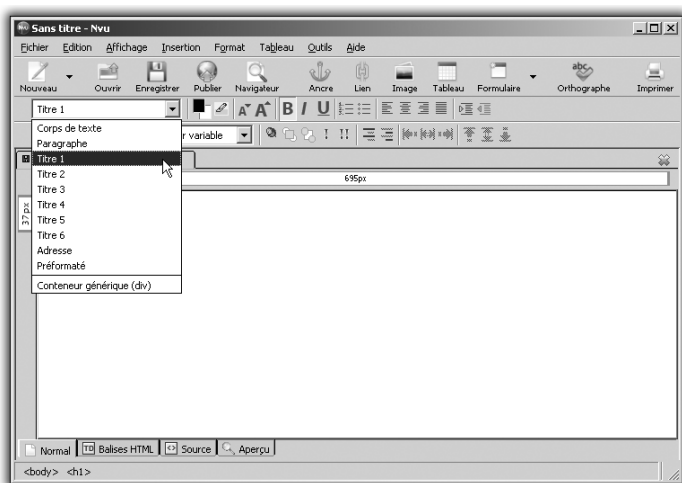 Sans titre - Nvu
Fichier Edition Affichage Insertion Format Tableau Outils Aide
Nouveau Ouvrir Enregistrer Publier Navigateur Ancre Lien Image Tableau Formulaire Orthographe Imprimer
Titre 1
Corps de texte
r variable
Paragraphe
Titre 1
Titre 2
695px
Titre 3
Titre 4
37px
Titre 5
Titre 6
Adresse
Préformaté
Conteneur générique (div)
Normal Balises HTML Source Aperçu
<body> <h1>